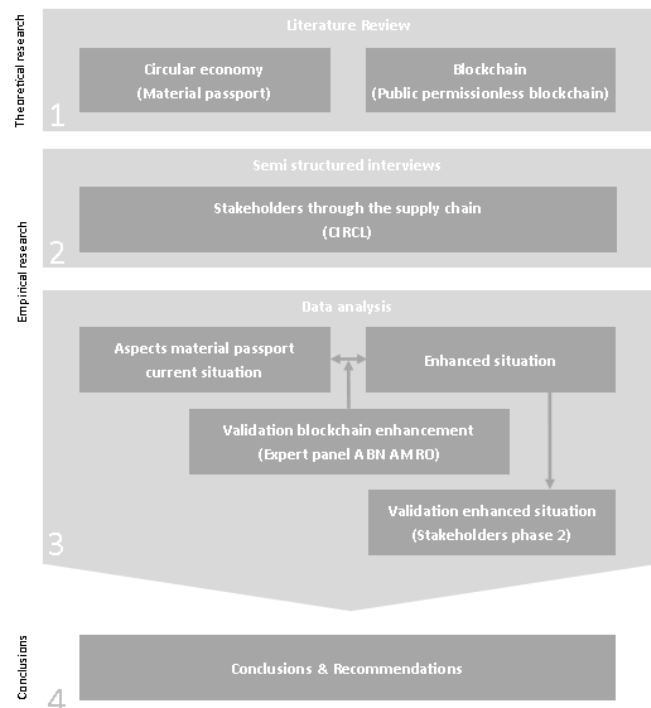 Theoretical research
Literature Review
Circular economy
(Material passport)
Blockchain
(Public permissionless blockchain)
1
Empirical research
Semi structured interviews
Stakeholders through the supply chain
(CIRCL)
2
Data analysis
Aspects material passport
current situation
Enhanced situation
Validation blockchain enhancement
(Expert panel ABN AMRO)
Validation enhanced situation
(Stakeholders phase 2)
3
Conclusions
Conclusions & Recommendations
4